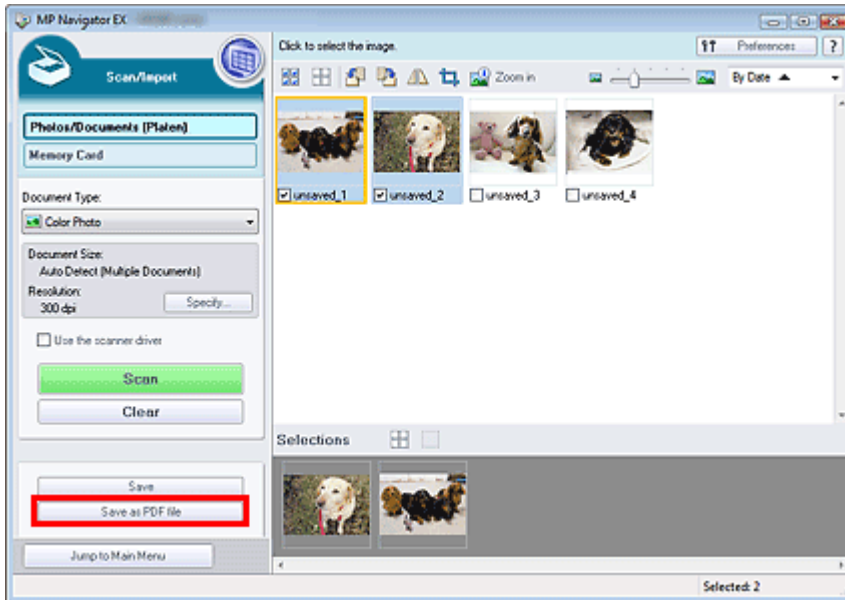 MP Navigator EX
Scan/Import
Photos/Documents (Platen)
Memory Card
Document Type:
Color Photo
Document Size:
Auto Detect (Multiple Documents)
Resolution:
300 dpi
Specify...
Use the scanner driver
Scan
Clear
Save
Save as PDF file
Jump to Main Menu
Click to select the image.
Preferences
?
Zoom in
By Date
unsaved_1
unsaved_2
unsaved_3
unsaved_4
Selections
Selected: 2